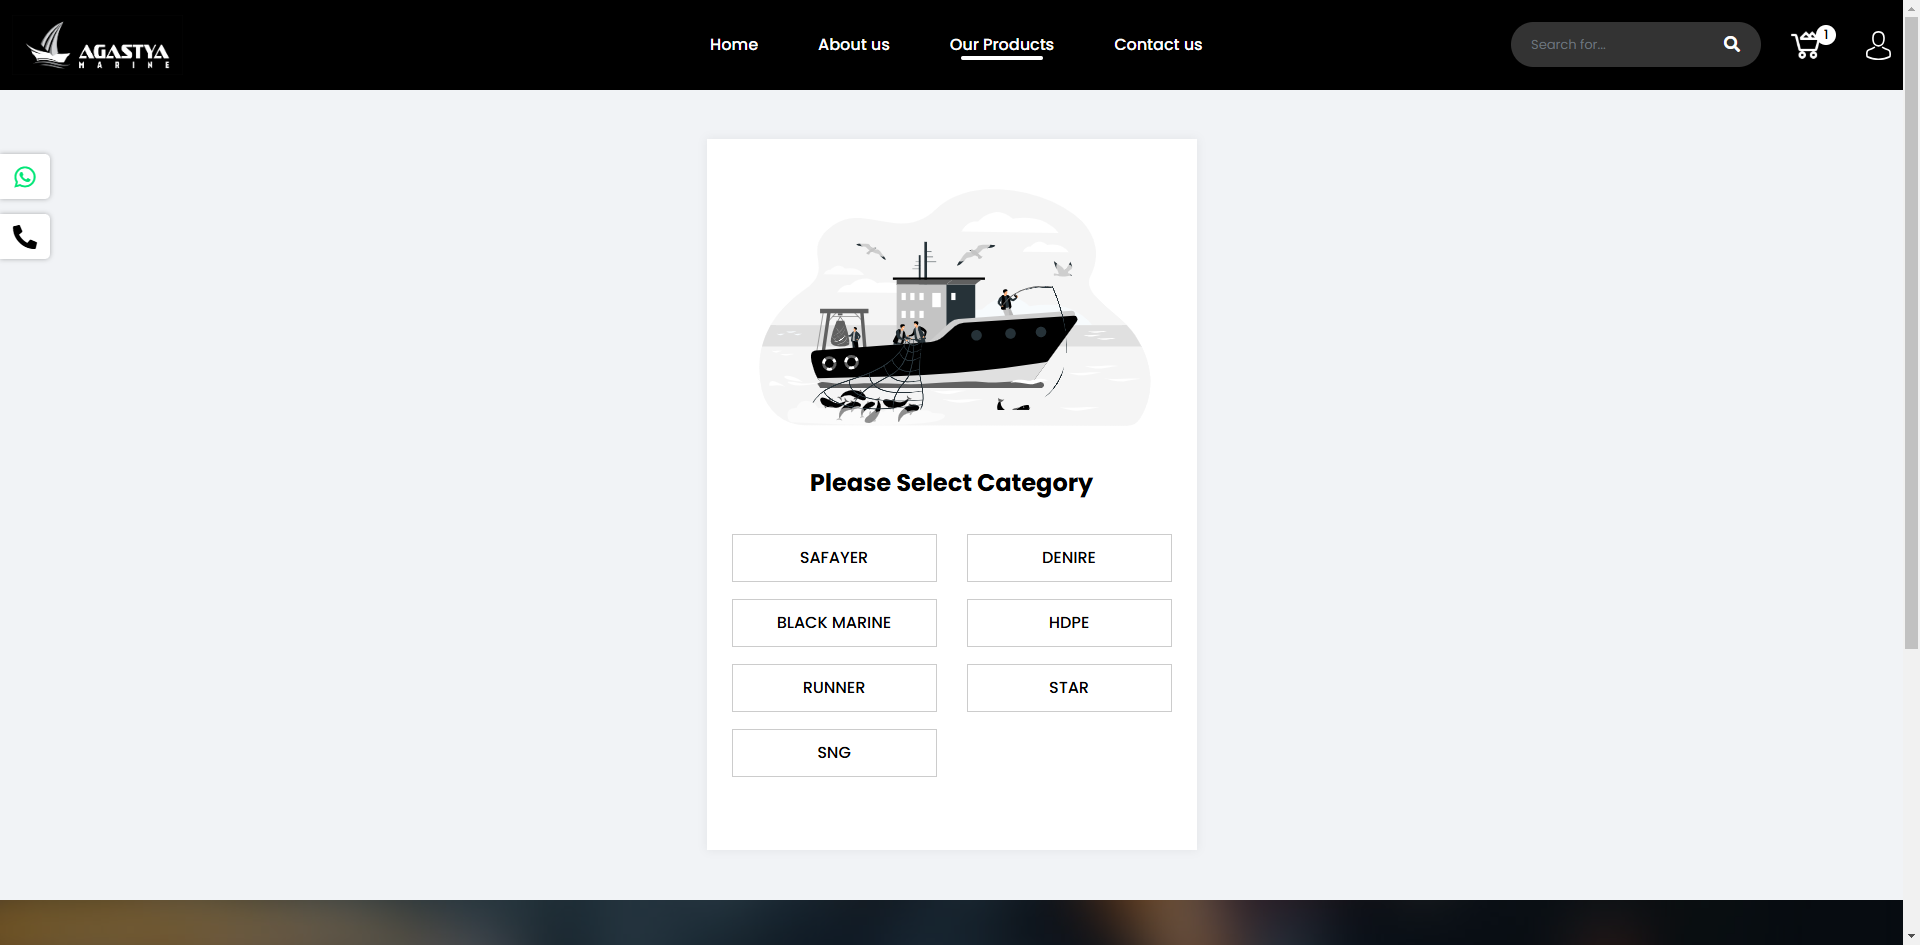 AGASTYA
MARINE
Home
About us
Our Products
Contact us
Search for...
1
Please Select Category
SAFAYER
DENIRE
BLACK MARINE
HDPE
RUNNER
STAR
SNG